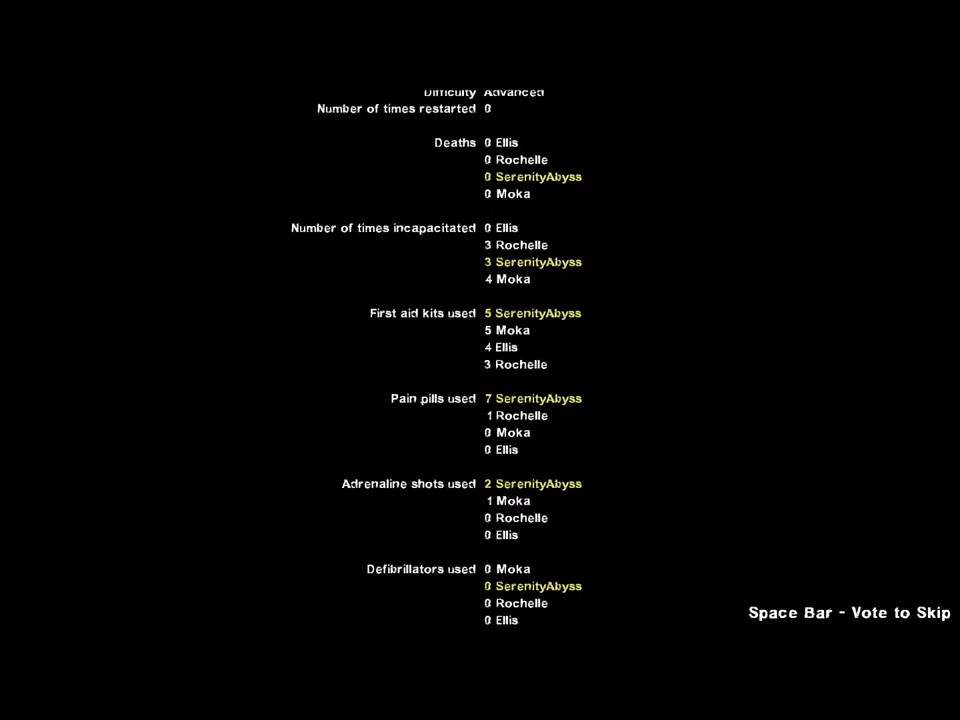 Difficulty Advanced
Number of times restarted 0
Deaths 0 Ellis
0 Rochelle
0 SerenityAbyss
0 Moka
Number of times incapacitated 0 Ellis
3 Rochelle
3 SerenityAbyss
4 Moka
First aid kits used 5 SerenityAbyss
5 Moka
4 Ellis
3 Rochelle
Pain pills used 7 SerenityAbyss
1 Rochelle
0 Moka
0 Ellis
Adrenaline shots used 2 SerenityAbyss
1 Moka
0 Rochelle
0 Ellis
Defibrillators used 0 Moka
0 SerenityAbyss
0 Rochelle
0 Ellis
Space Bar - Vote to Skip